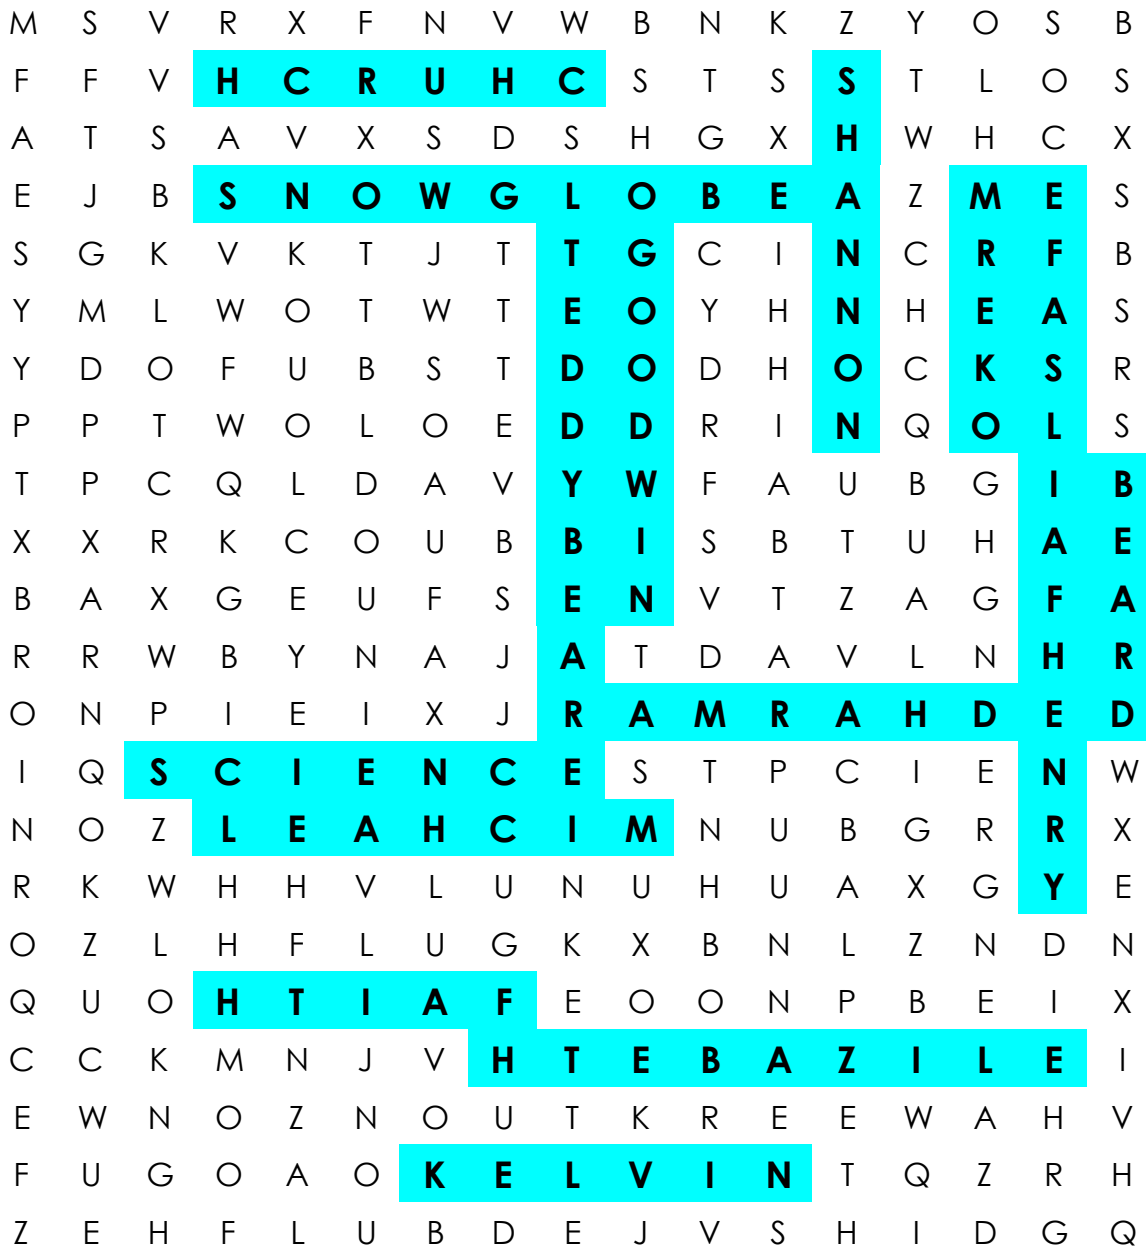 M S V R X F N V W B N K Z Y O S B
F F V H C R U H C S T S S T L O S
A T S A V X S D S H G X H W H C X
E J B S N O W G L O B E A Z M E S
S G K V K T J T T G C I N C R F B
Y M L W O T W T E O Y H N H E A S
Y D O F U B S T D O D H O C K S R
P P T W O L O E D D R I N Q O L S
T P C Q L D A V Y W F A U B G I B
X X R K C O U B B I S B T U H A E
B A X G E U F S E N V T Z A G F A
R R W B Y N A J A T D A V L N H R
O N P I E I X J R A M R A H D E D
I Q S C I E N C E S T P C I E N W
N O Z L E A H C I M N U B G R R X
R K W H H V L U N U H U A X G Y E
O Z L H F L U G K X B N L Z N D N
Q U O H T I A F E O O N P B E I X
C C K M N J V H T E B A Z I L E I
E W N O Z N O U T K R E E W A H V
F U G O A O K E L V I N T Q Z R H
Z E H F L U B D E J V S H I D G Q